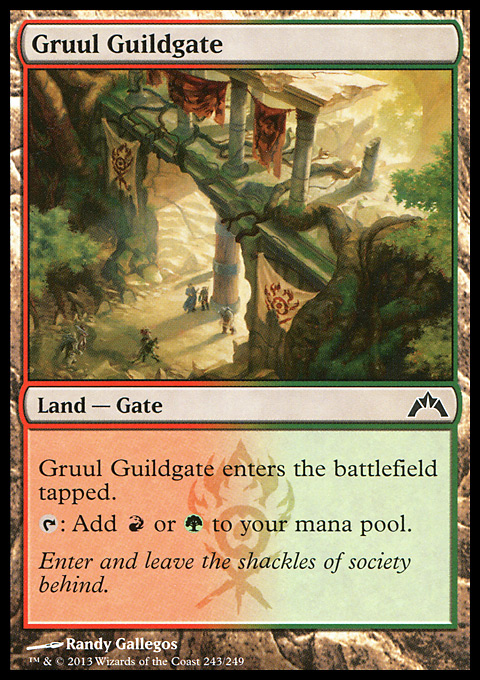 Gruul Guildgate
Land — Gate
Gruul Guildgate enters the battlefield
tapped.
: Add or to your mana pool.
Enter and leave the shackles of society
behind.
Randy Gallegos
™ & © 2013 Wizards of the Coast 243/249